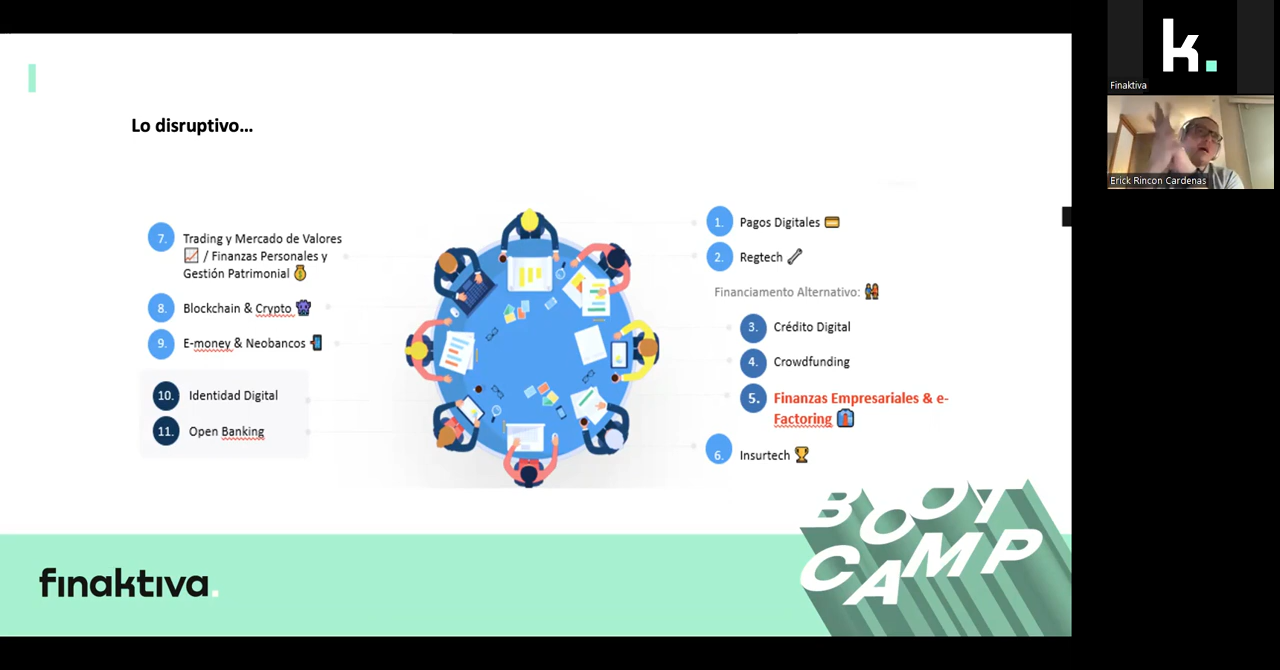 Lo disruptivo...
7. Trading y Mercado de Valores
/ Finanzas Personales y
Gestión Patrimonial
8. Blockchain & Crypto
9. E-money & Neobancos
10. Identidad Digital
11. Open Banking
1. Pagos Digitales
2. Regtech
Financiamiento Alternativo:
3. Crédito Digital
4. Crowdfunding
5. Finanzas Empresariales & e-
Factoring
6. Insurtech
BOOT
CAMP
finaktiva.
k.
Finaktiva
Erick Rincon Cardenas